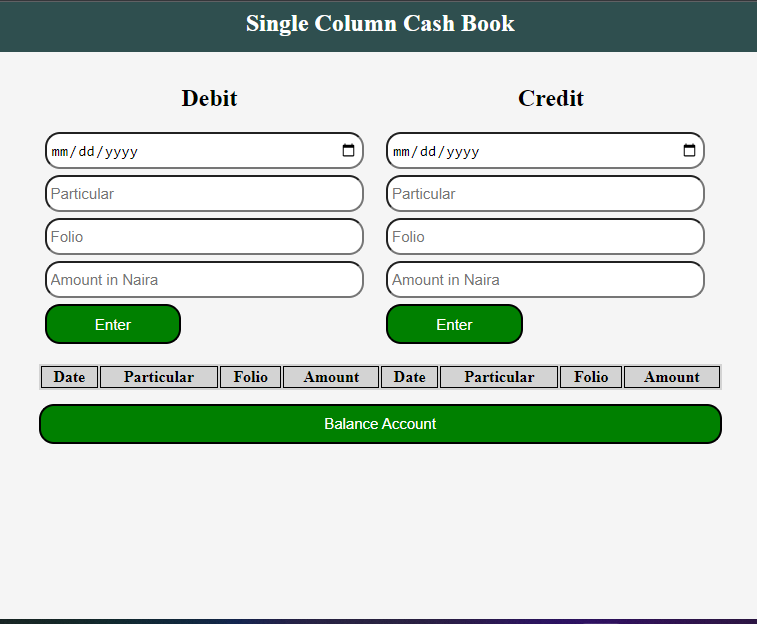 Single Column Cash Book
Debit Credit
mm/dd/yyyy mm/dd/yyyy
Particular Particular
Folio Folio
Amount in Naira Amount in Naira
Enter Enter
Date Particular Folio Amount Date Particular Folio Amount
Balance Account